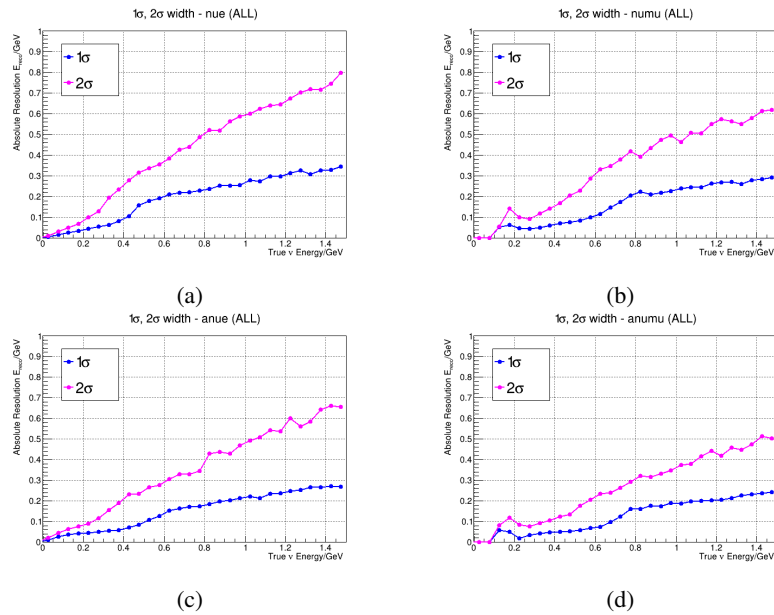 1σ, 2σ width - nue (ALL)
Absolute Resolution E_reco/GeV
1
0.9
0.8
0.7
0.6
0.5
0.4
0.3
0.2
0.1
0
1σ
2σ
0 0.2 0.4 0.6 0.8 1 1.2 1.4
True ν Energy/GeV
(a)
1σ, 2σ width - numu (ALL)
Absolute Resolution E_reco/GeV
1
0.9
0.8
0.7
0.6
0.5
0.4
0.3
0.2
0.1
0
1σ
2σ
0 0.2 0.4 0.6 0.8 1 1.2 1.4
True ν Energy/GeV
(b)
1σ, 2σ width - anue (ALL)
Absolute Resolution E_reco/GeV
1
0.9
0.8
0.7
0.6
0.5
0.4
0.3
0.2
0.1
0
1σ
2σ
0 0.2 0.4 0.6 0.8 1 1.2 1.4
True ν Energy/GeV
(c)
1σ, 2σ width - anumu (ALL)
Absolute Resolution E_reco/GeV
1
0.9
0.8
0.7
0.6
0.5
0.4
0.3
0.2
0.1
0
1σ
2σ
0 0.2 0.4 0.6 0.8 1 1.2 1.4
True ν Energy/GeV
(d)